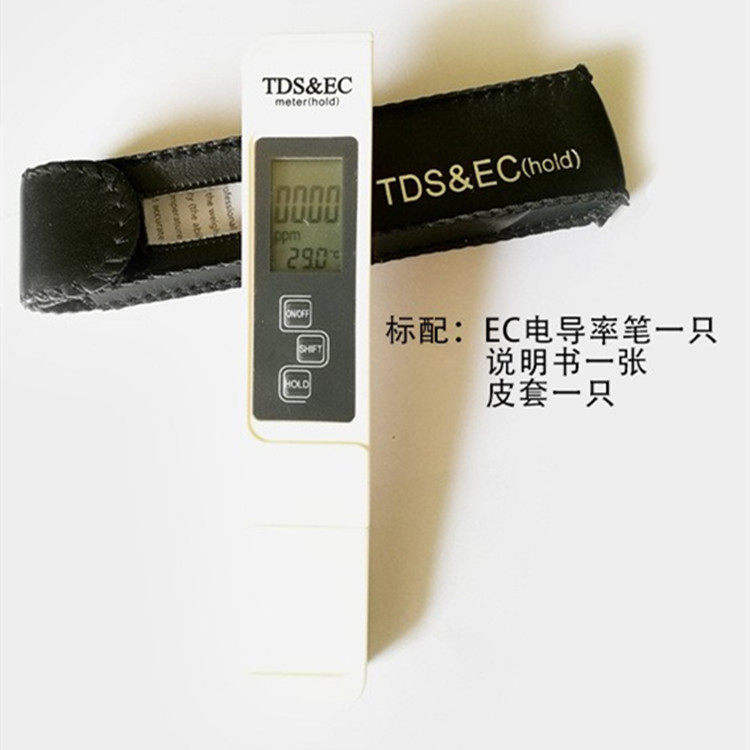 TDS&EC
meter(hold)
TDS&EC(hold)
0000
ppm
29.0°C
ON/OFF
SHIFT
HOLD
标配：EC电导率笔一只
说明书一张
皮套一只